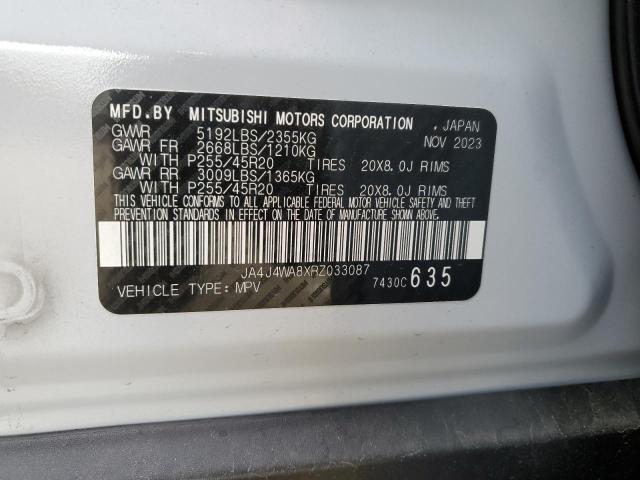 MFD.BY MITSUBISHI MOTORS CORPORATION , JAPAN
GVWR 5192LBS/2355KG NOV 2023
GAWR FR 2668LBS/1210KG
WITH P255/45R20 TIRES 20X8.0J RIMS
GAWR RR 3009LBS/1365KG
WITH P255/45R20 TIRES 20X8.0J RIMS
THIS VEHICLE CONFORMS TO ALL APPLICABLE FEDERAL MOTOR VEHICLE SAFETY AND THEFT
PREVENTION STANDARDS IN EFFECT ON THE DATE OF MANUFACTURE SHOWN ABOVE.
JA4J4WA8XRZ033087
VEHICLE TYPE: MPV 7430C 635